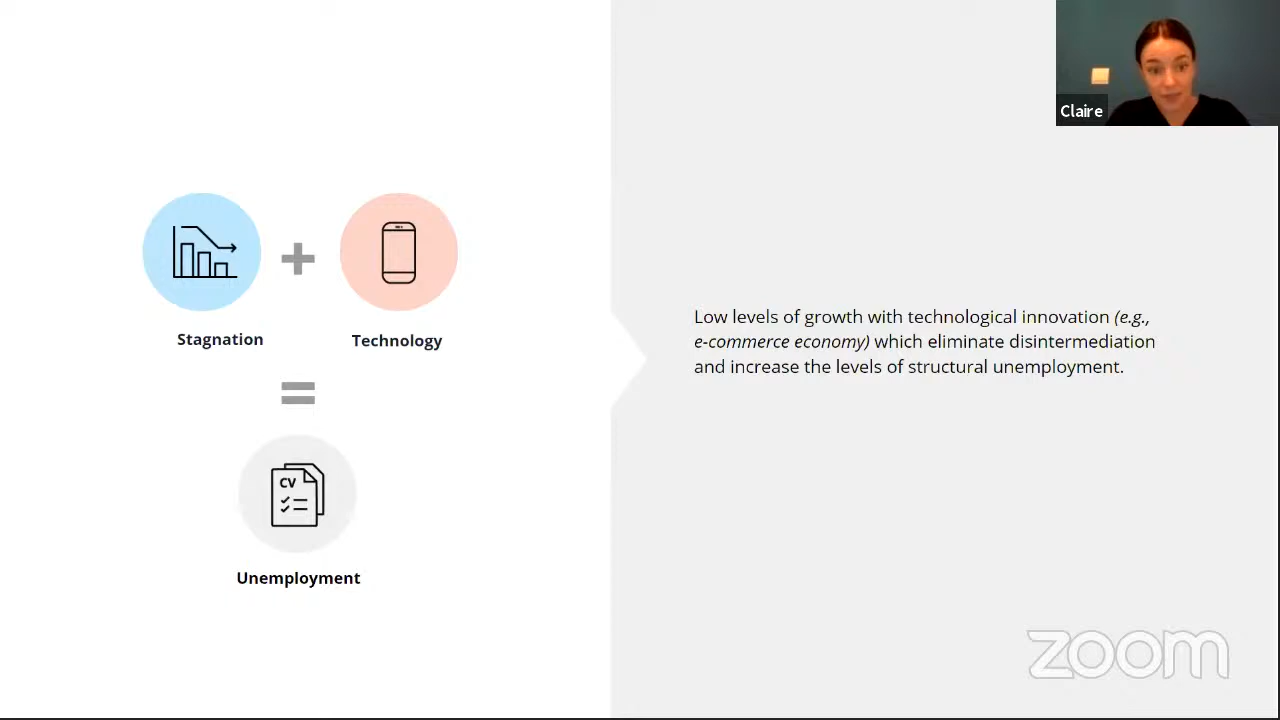 Claire
Stagnation
Technology
CV
Unemployment
Low levels of growth with technological innovation (e.g.,
e-commerce economy) which eliminate disintermediation
and increase the levels of structural unemployment.
zoom